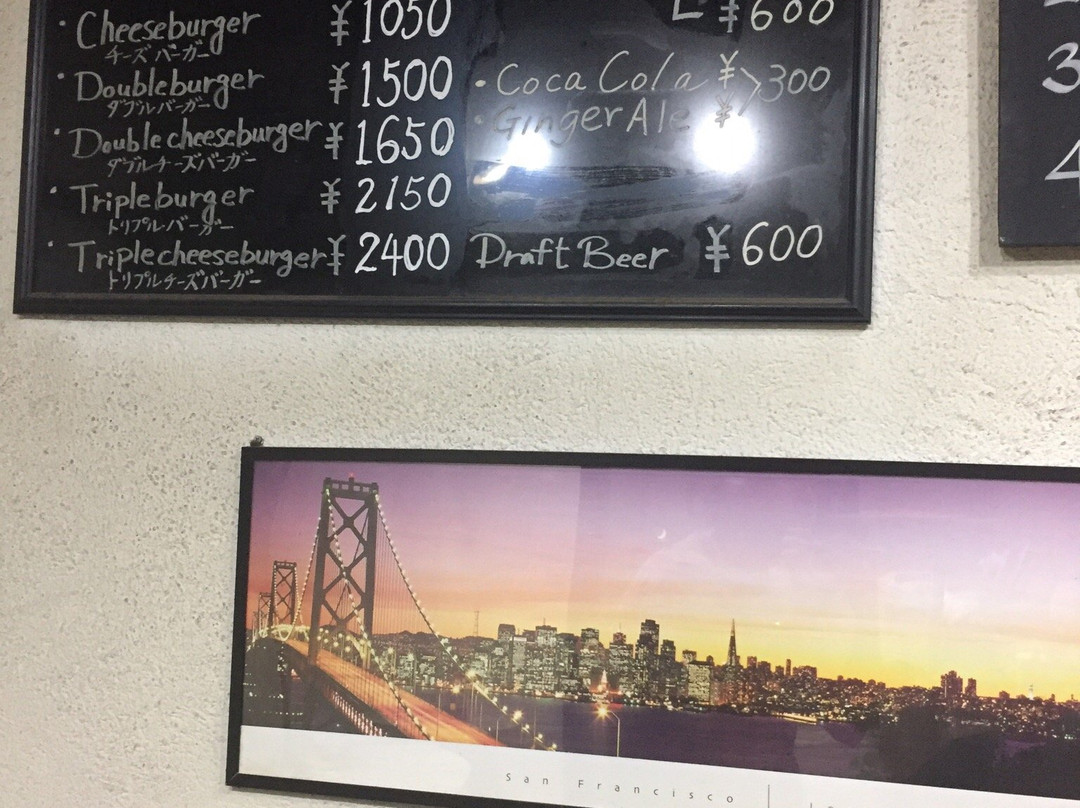 ・Cheeseburger ¥1050
チーズバーガー
・Doubleburger ¥1500
ダブルバーガー
・Doublecheeseburger ¥1650
ダブルチーズバーガー
・Tripleburger ¥2150
トリプルバーガー
・Triplecheeseburger ¥2400
トリプルチーズバーガー
L ¥600
・Coca Cola ¥300
・Ginger Ale ¥
Draft Beer ¥600
3
4
San Francisco